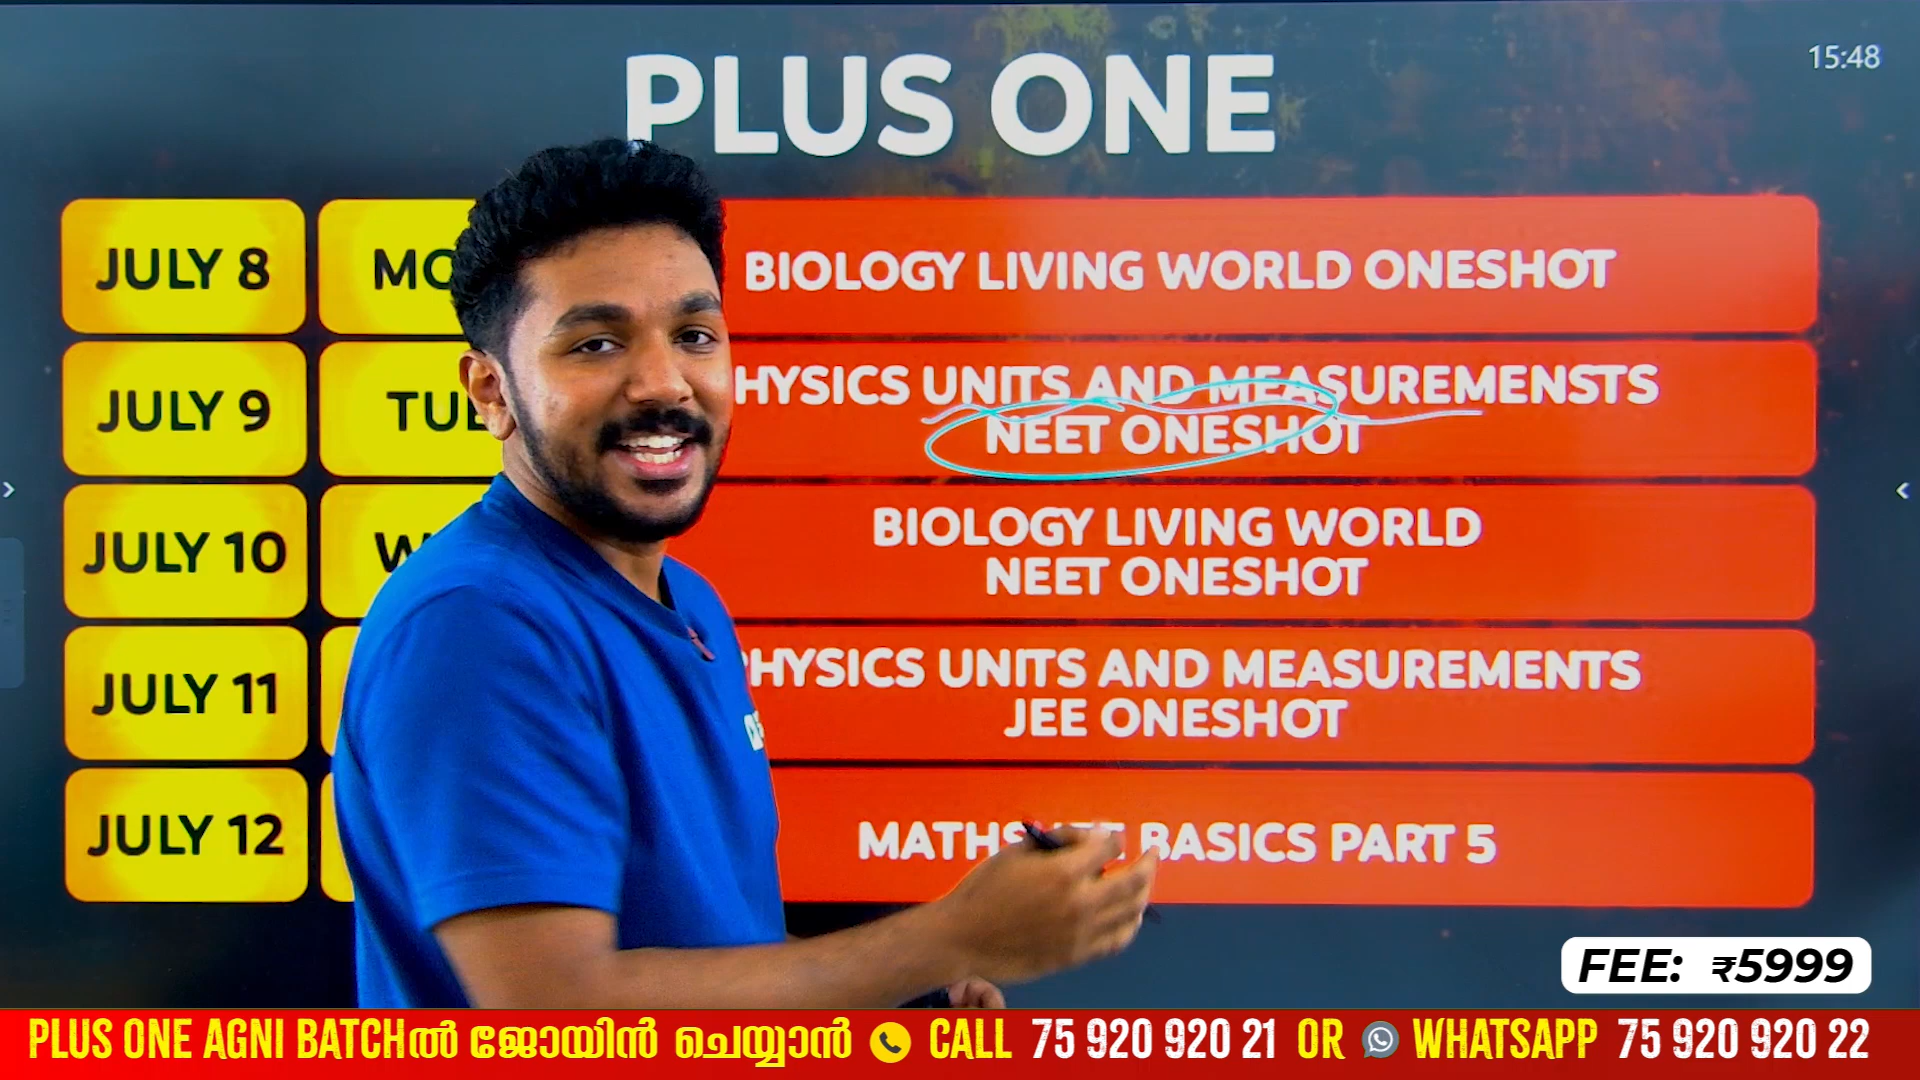 PLUS ONE
15:48
JULY 8
BIOLOGY LIVING WORLD ONESHOT
JULY 9
UNITS AND MEASUREMENSTS
NEET ONESHOT
JULY 10
BIOLOGY LIVING WORLD
NEET ONESHOT
JULY 11
UNITS AND MEASUREMENTS
JEE ONESHOT
JULY 12
BASICS PART 5
FEE: ₹5999
PLUS ONE AGNI BATCHൽ ജോയിൻ ചെയ്യാൻ CALL 75 920 920 21 OR WHATSAPP 75 920 920 22